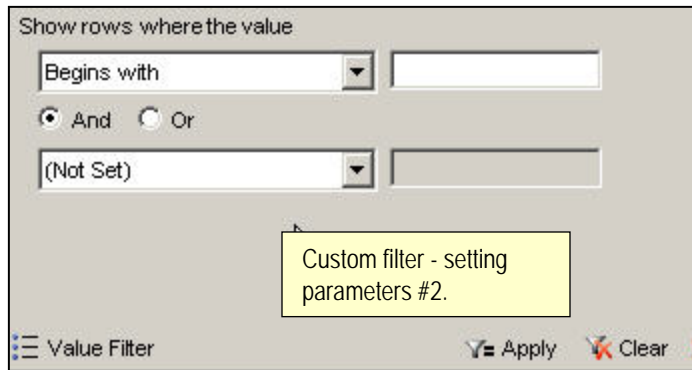 Show rows where the value
Begins with
And Or
(Not Set)
Custom filter - setting
parameters #2.
Value Filter Apply Clear